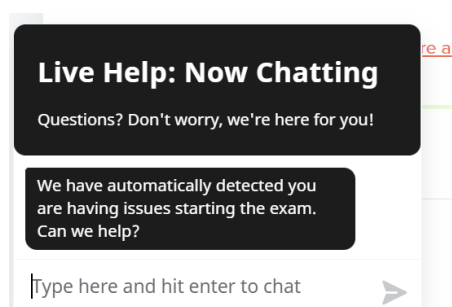 re a
Live Help: Now Chatting
Questions? Don't worry, we're here for you!
We have automatically detected you
are having issues starting the exam.
Can we help?
Type here and hit enter to chat